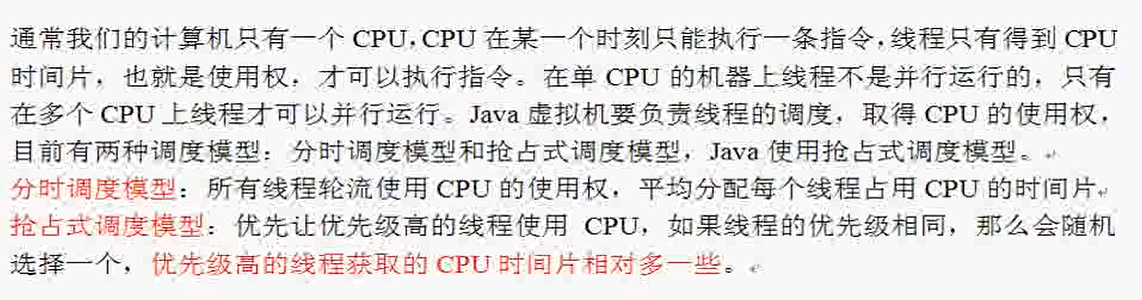 通常我们的计算机只有一个 CPU,CPU 在某一个时刻只能执行一条指令,线程只有得到 CPU
时间片，也就是使用权，才可以执行指令。在单 CPU 的机器上线程不是并行运行的，只有
在多个 CPU 上线程才可以并行运行。Java 虚拟机要负责线程的调度，取得 CPU 的使用权，
目前有两种调度模型：分时调度模型和抢占式调度模型，Java 使用抢占式调度模型。
分时调度模型：所有线程轮流使用 CPU 的使用权，平均分配每个线程占用 CPU 的时间片
抢占式调度模型：优先让优先级高的线程使用 CPU，如果线程的优先级相同，那么会随机
选择一个，优先级高的线程获取的 CPU 时间片相对多一些。